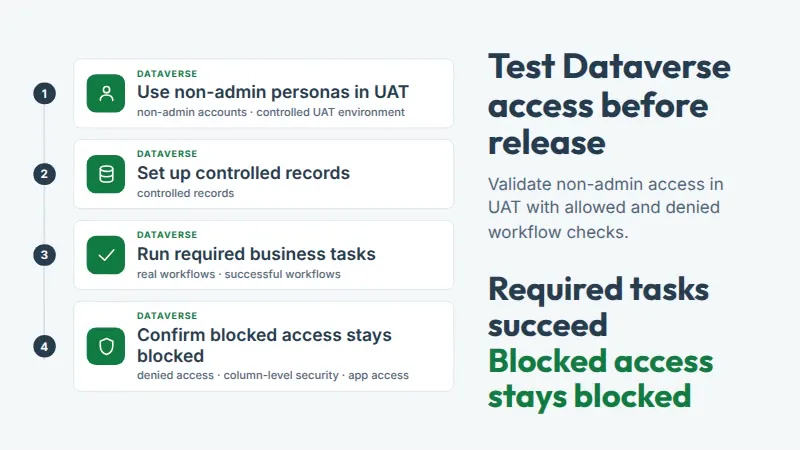 1
DATAVERSE
Use non-admin personas in UAT
non-admin accounts · controlled UAT environment
2
DATAVERSE
Set up controlled records
controlled records
3
DATAVERSE
Run required business tasks
real workflows · successful workflows
4
DATAVERSE
Confirm blocked access stays
blocked
denied access · column-level security · app access
Test Dataverse
access before
release
Validate non-admin access in
UAT with allowed and denied
workflow checks.
Required tasks
succeed
Blocked access
stays blocked